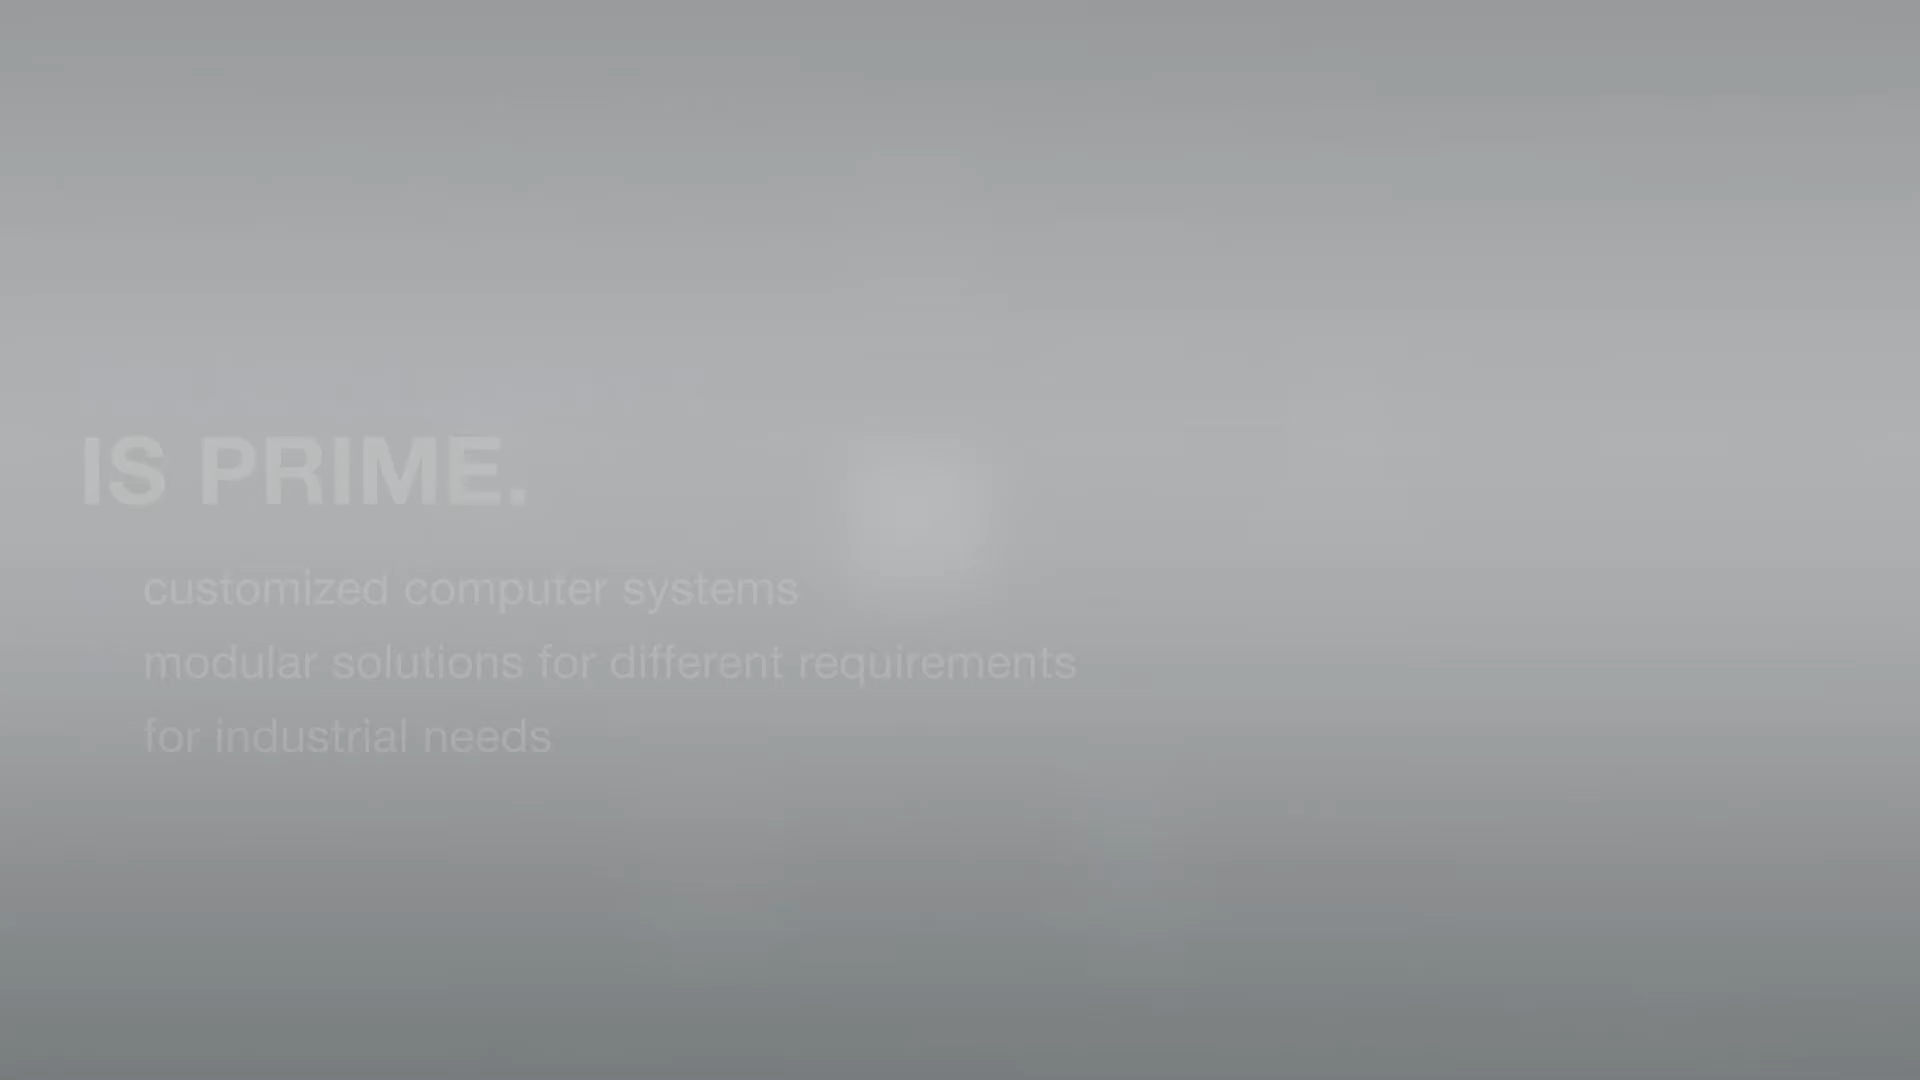 IS PRIME.
customized computer systems
modular solutions for different requirements
for industrial needs